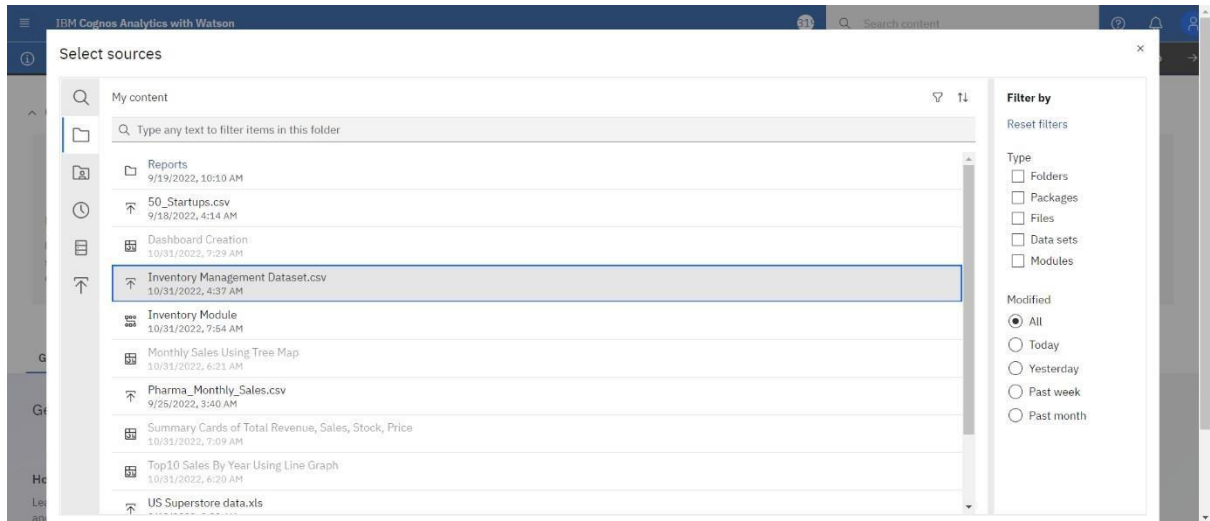 IBM Cognos Analytics with Watson
Search content
Select sources
My content
Type any text to filter items in this folder
Reports
9/19/2022, 10:10 AM
50_Startups.csv
9/18/2022, 4:14 AM
Dashboard Creation
10/31/2022, 7:29 AM
Inventory Management Dataset.csv
10/31/2022, 4:37 AM
Inventory Module
10/31/2022, 7:54 AM
Monthly Sales Using Tree Map
10/31/2022, 6:21 AM
Pharma_Monthly_Sales.csv
9/25/2022, 3:40 AM
Summary Cards of Total Revenue, Sales, Stock, Price
10/31/2022, 7:09 AM
Top10 Sales By Year Using Line Graph
10/31/2022, 6:20 AM
US Superstore data.xls
Filter by
Reset filters
Type
Folders
Packages
Files
Data sets
Modules
Modified
All
Today
Yesterday
Past week
Past month